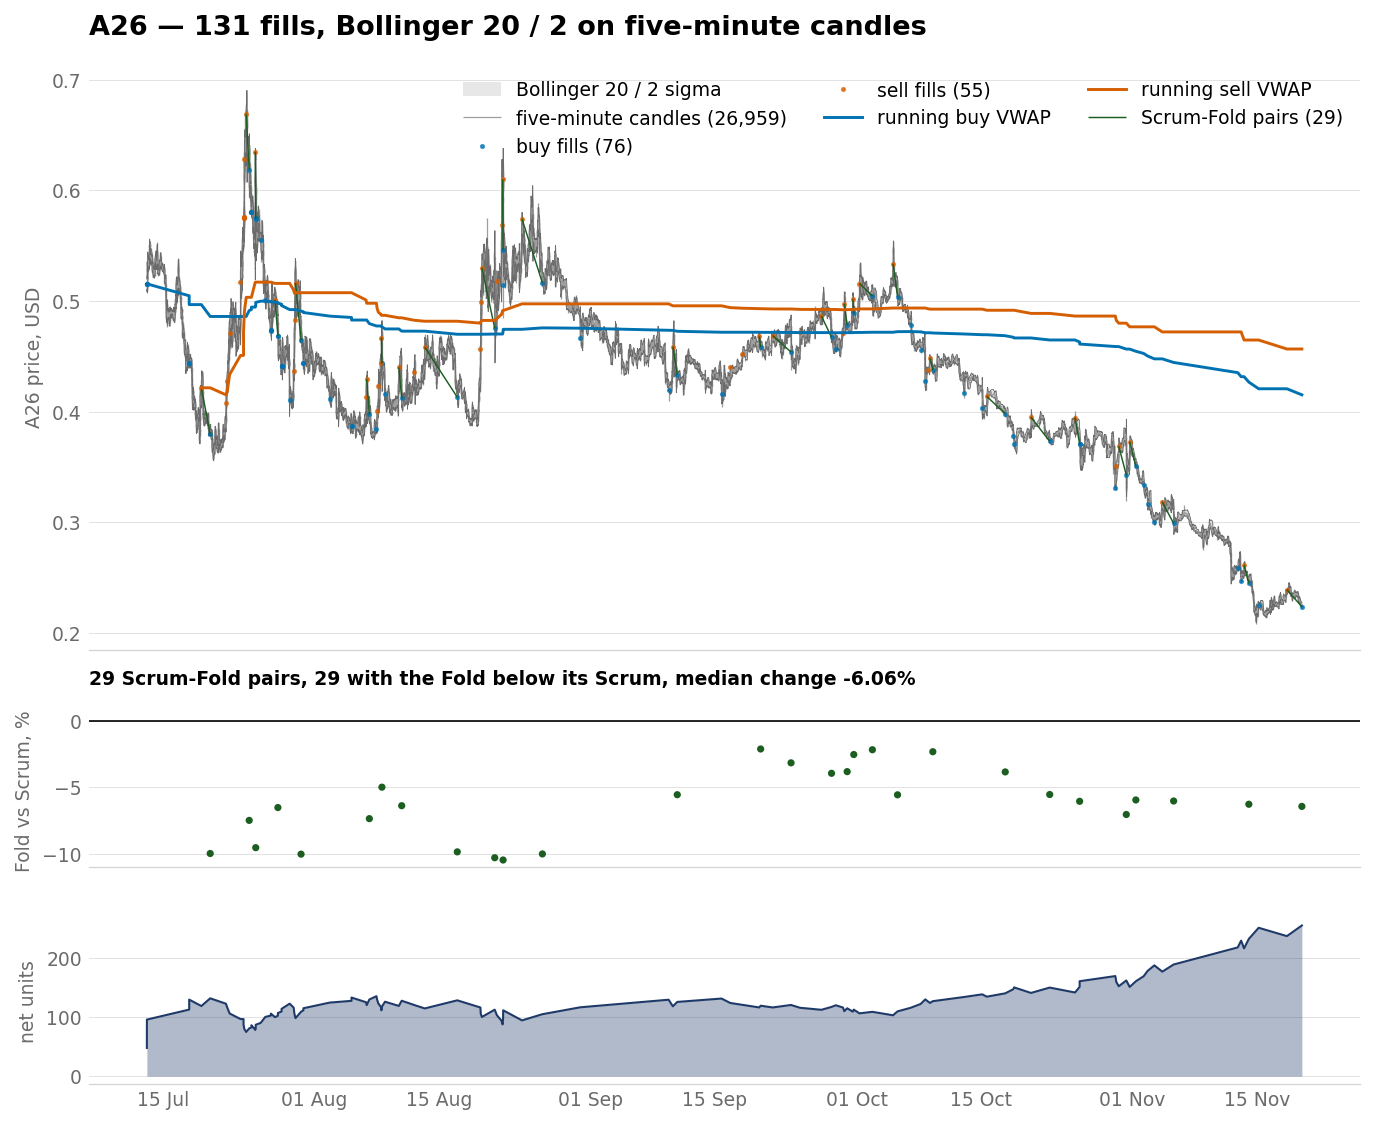 A26 — 131 fills, Bollinger 20 / 2 on five-minute candles
Bollinger 20 / 2 sigma
five-minute candles (26,959)
buy fills (76)
sell fills (55)
running buy VWAP
running sell VWAP
Scrum-Fold pairs (29)
A26 price, USD
0.7
0.6
0.5
0.4
0.3
0.2
29 Scrum-Fold pairs, 29 with the Fold below its Scrum, median change -6.06%
Fold vs Scrum, %
0
−5
−10
net units
200
100
0
15 Jul
01 Aug
15 Aug
01 Sep
15 Sep
01 Oct
15 Oct
01 Nov
15 Nov